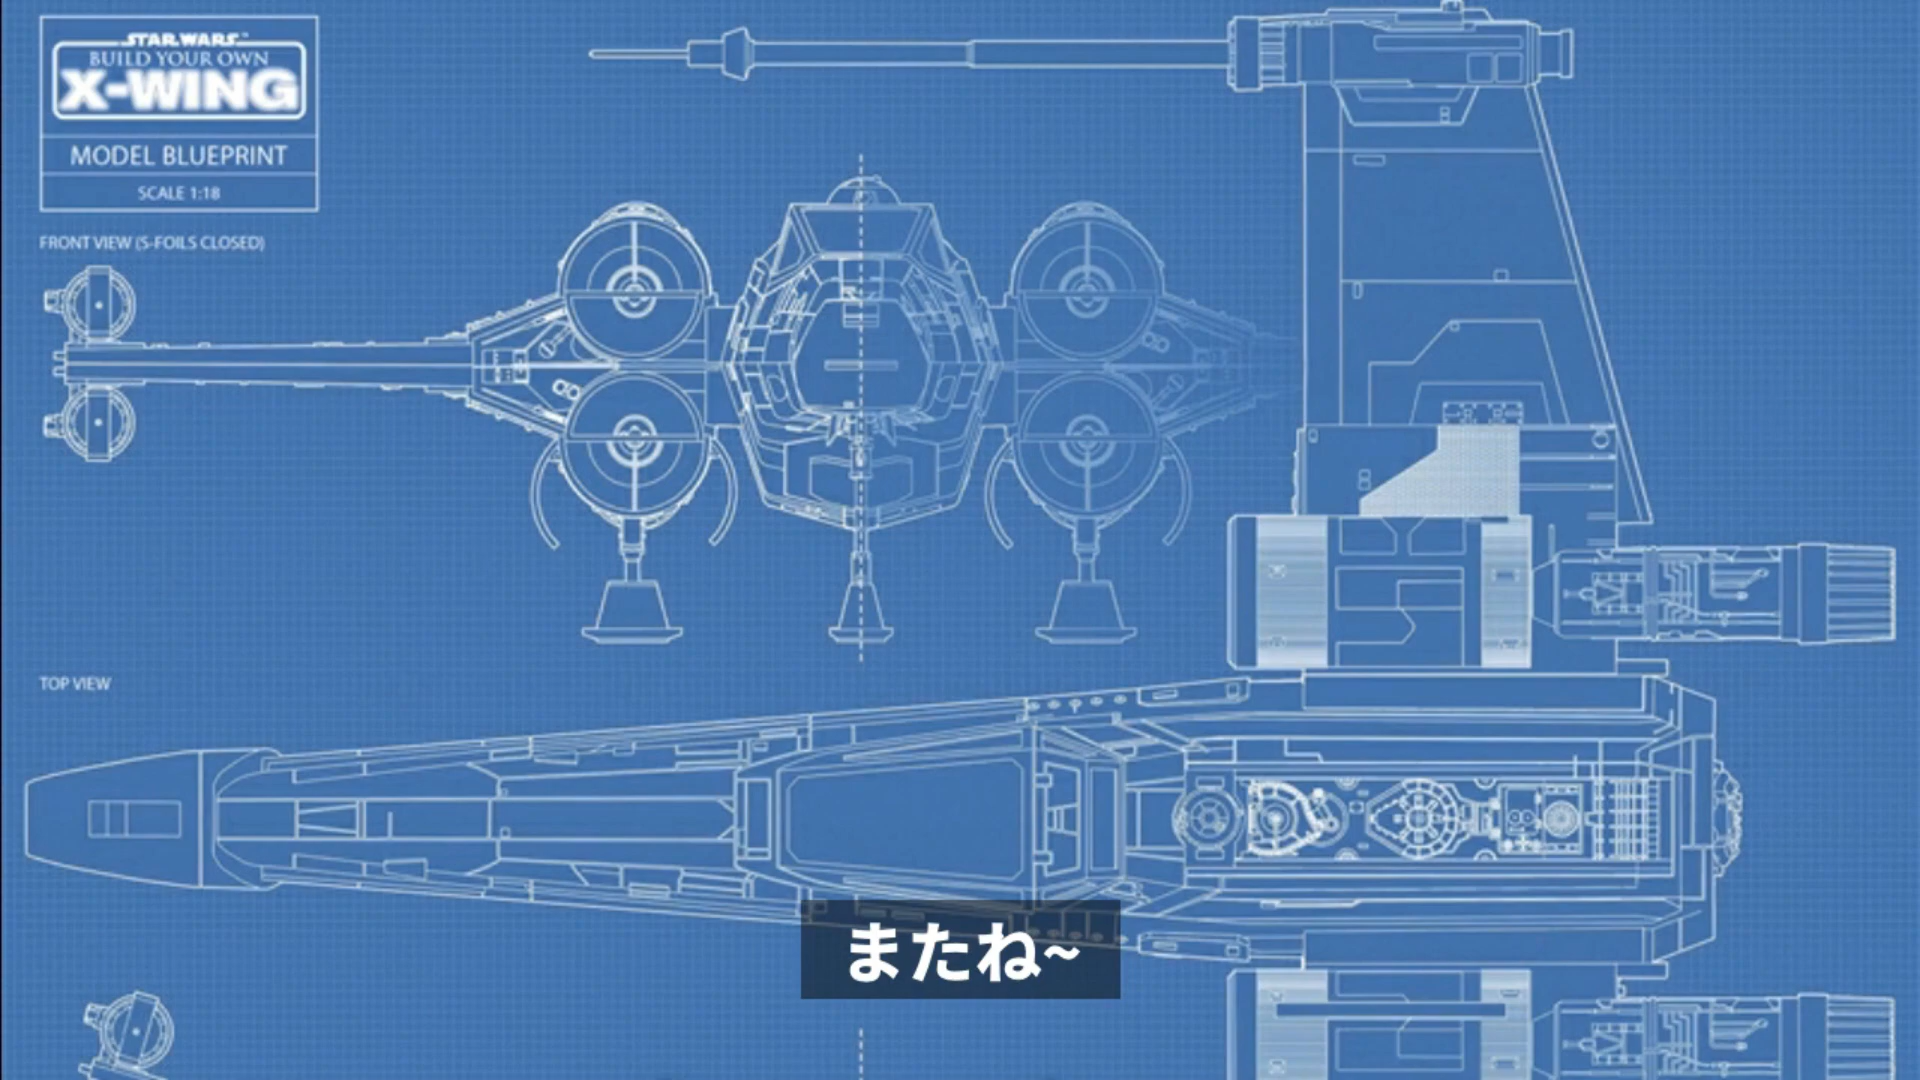 STAR WARS™
BUILD YOUR OWN
X-WING
MODEL BLUEPRINT
SCALE 1:18
FRONT VIEW (S-FOILS CLOSED)
TOP VIEW
またね~